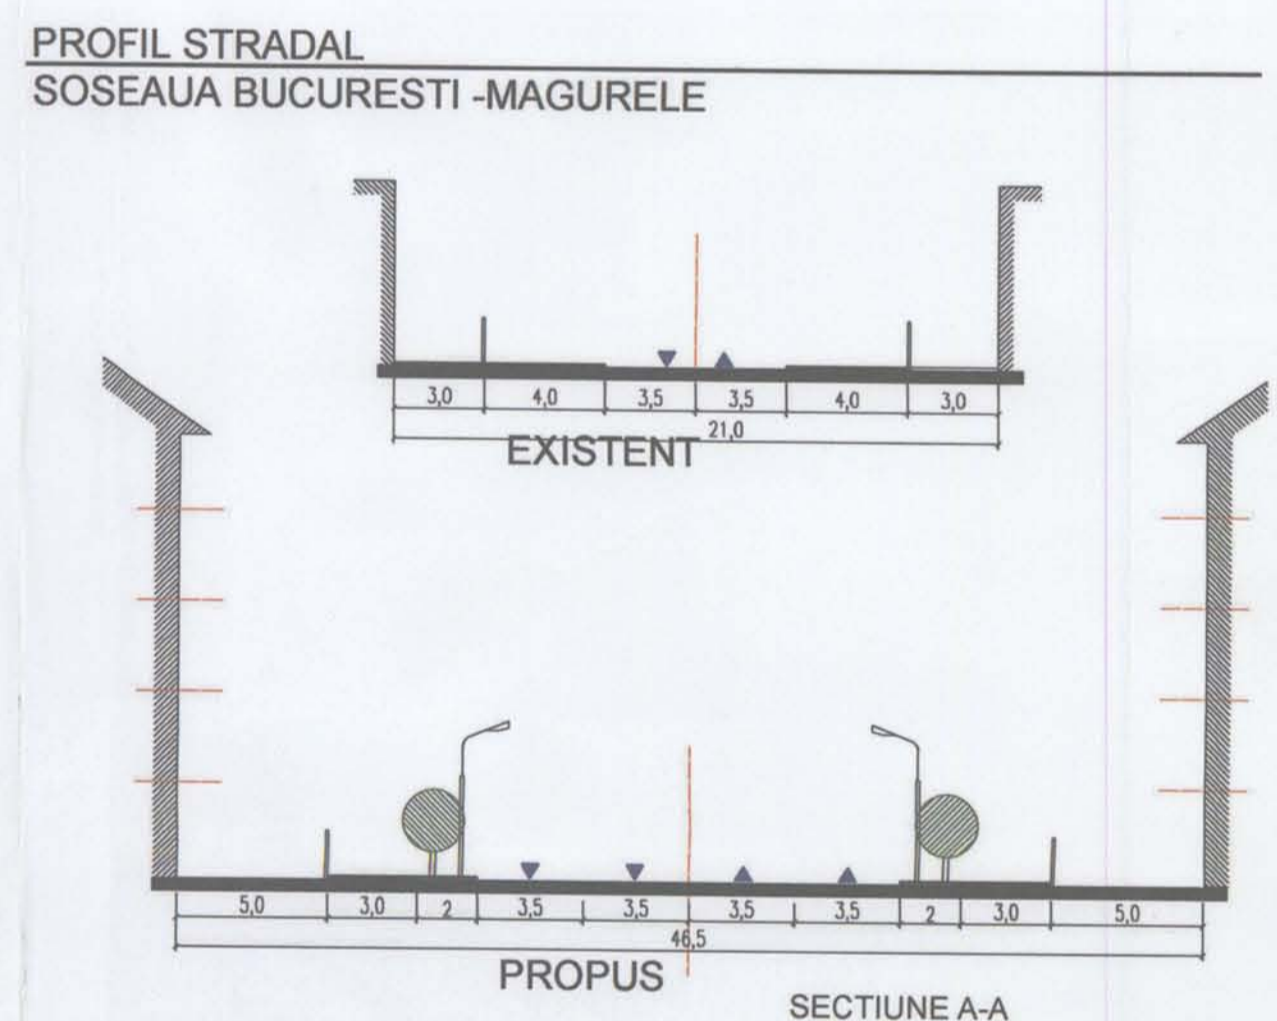 PROFIL STRADAL
SOSEAUA BUCURESTI -MAGURELE
3,0 4,0 3,5 3,5 4,0 3,0
21,0
EXISTENT
5,0 3,0 2 3,5 3,5 3,5 3,5 2 3,0 5,0
46,5
PROPUS
SECTIUNE A-A